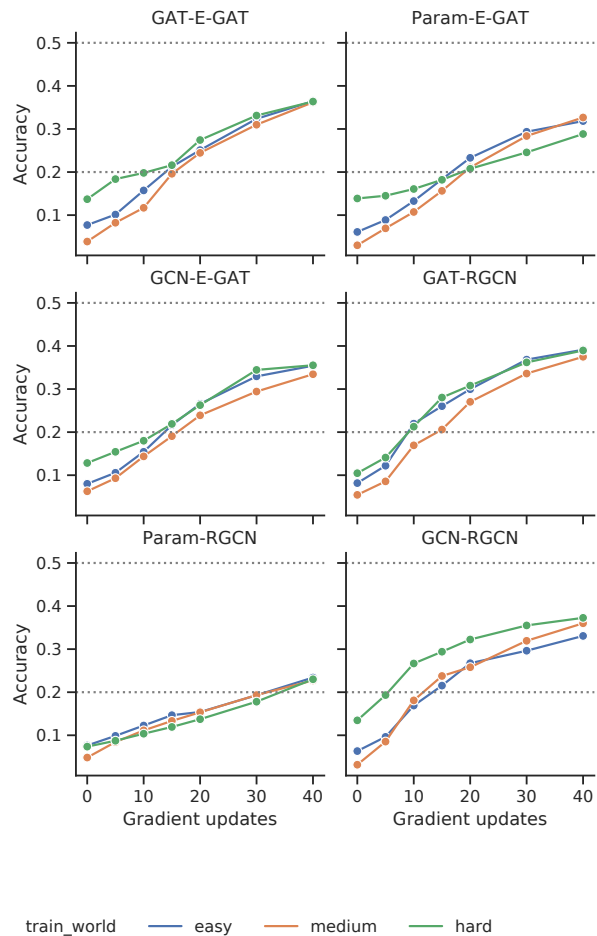 GAT-E-GAT Param-E-GAT
0.5
0.4
0.3
0.2
0.1
Accuracy
GCN-E-GAT GAT-RGCN
0.5
0.4
0.3
0.2
0.1
Accuracy
Param-RGCN GCN-RGCN
0.5
0.4
0.3
0.2
0.1
Accuracy
0 10 20 30 40 0 10 20 30 40
Gradient updates Gradient updates
train_world easy medium hard